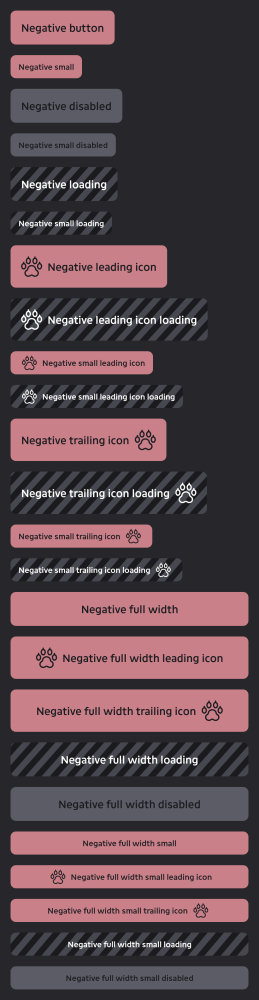 Negative button
Negative small
Negative disabled
Negative small disabled
Negative loading
Negative small loading
Negative leading icon
Negative leading icon loading
Negative small leading icon
Negative small leading icon loading
Negative trailing icon
Negative trailing icon loading
Negative small trailing icon
Negative small trailing icon loading
Negative full width
Negative full width leading icon
Negative full width trailing icon
Negative full width loading
Negative full width disabled
Negative full width small
Negative full width small leading icon
Negative full width small trailing icon
Negative full width small loading
Negative full width small disabled